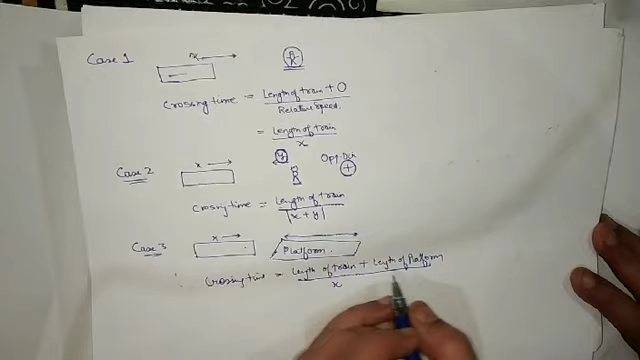 Case 1
x
Crossing time = Length of train + 0
Relative Speed.
= Length of train
x
Case 2
x
y
Opp. Dirn
+
Crossing time = Length of train
|x + y|
Case 3
x
Platform.
∴ Crossing time = Length of train + Length of Platform
x